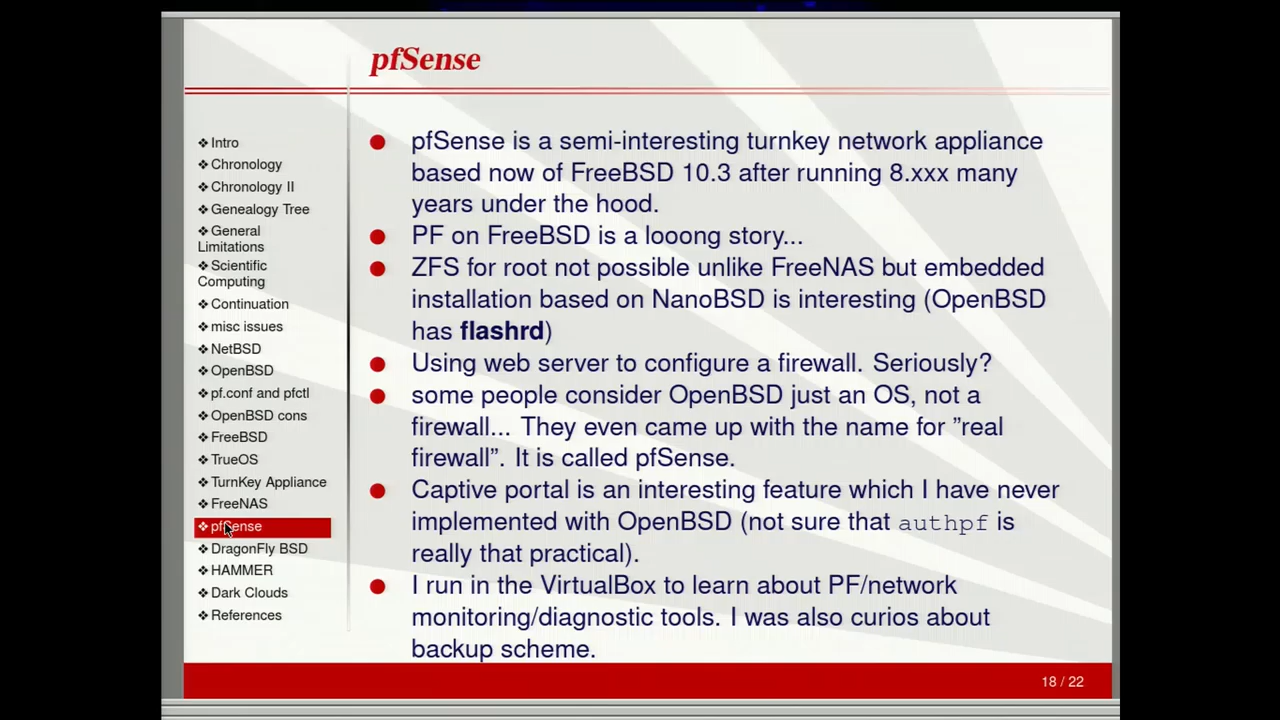 pfSense
❖ Intro
❖ Chronology
❖ Chronology II
❖ Genealogy Tree
❖ General
Limitations
❖ Scientific
Computing
❖ Continuation
❖ misc issues
❖ NetBSD
❖ OpenBSD
❖ pf.conf and pfctl
❖ OpenBSD cons
❖ FreeBSD
❖ TrueOS
❖ TurnKey Appliance
❖ FreeNAS
❖ pfSense
❖ DragonFly BSD
❖ HAMMER
❖ Dark Clouds
❖ References
● pfSense is a semi-interesting turnkey network appliance
based now of FreeBSD 10.3 after running 8.xxx many
years under the hood.
● PF on FreeBSD is a looong story...
● ZFS for root not possible unlike FreeNAS but embedded
installation based on NanoBSD is interesting (OpenBSD
has flashrd)
● Using web server to configure a firewall. Seriously?
● some people consider OpenBSD just an OS, not a
firewall... They even came up with the name for ”real
firewall”. It is called pfSense.
● Captive portal is an interesting feature which I have never
implemented with OpenBSD (not sure that authpf is
really that practical).
● I run in the VirtualBox to learn about PF/network
monitoring/diagnostic tools. I was also curios about
backup scheme.
18 / 22